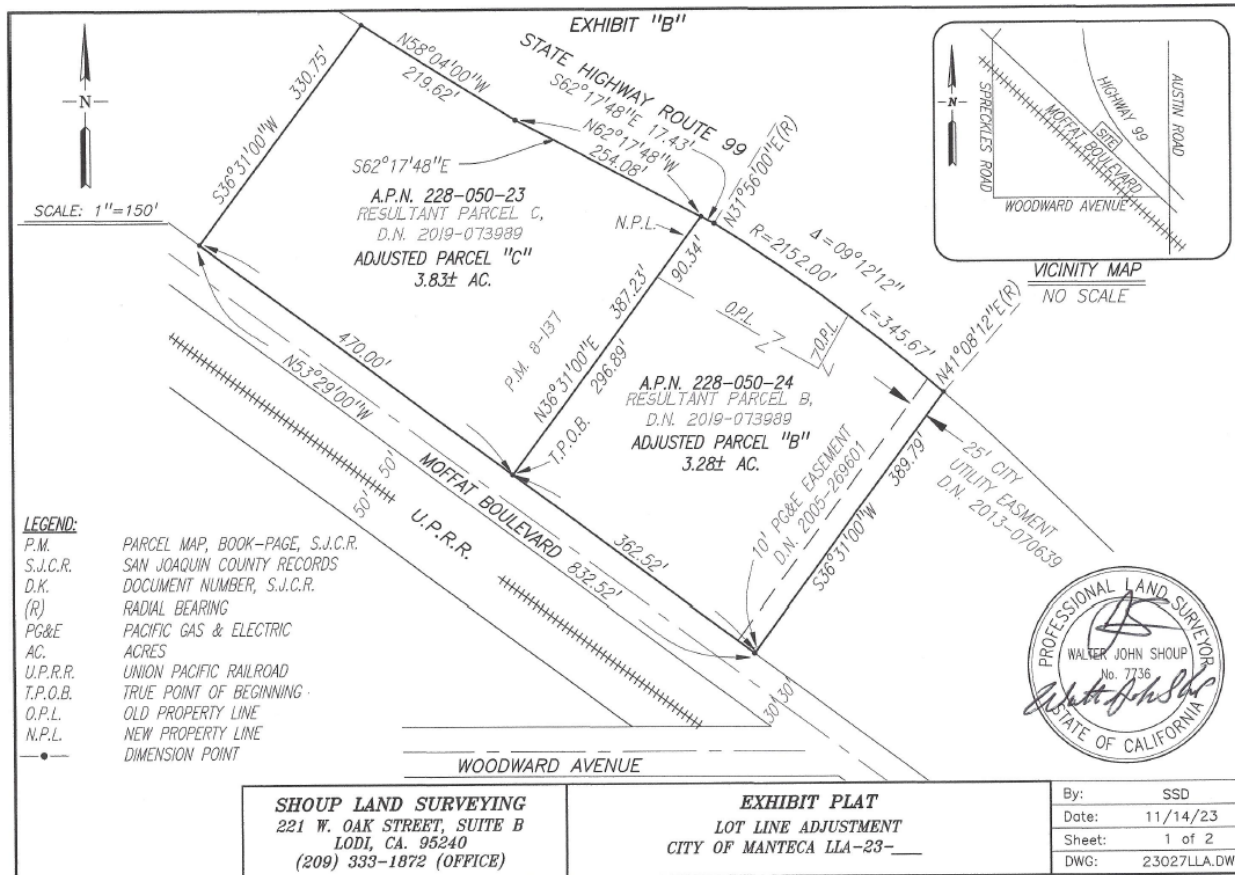 EXHIBIT "B"
N
SCALE: 1"=150'
S36°31'00"W
330.75'
N58°04'00"W
219.62'
STATE HIGHWAY ROUTE 99
S62°17'48"E 17.43'
N62°17'48"W
254.08'
S62°17'48"E
N31°56'00"E(R)
A.P.N. 228-050-23
RESULTANT PARCEL C,
D.N. 2019-073989
ADJUSTED PARCEL "C"
3.83± AC.
N.P.L.
90.34'
R=2152.00'
Δ=09°12'12"
L=345.67'
O.P.L.
Z
O.P.L.
Z
N41°08'12"E(R)
P.M. 8-137
N36°31'00"E
387.23'
296.89'
T.P.O.B.
A.P.N. 228-050-24
RESULTANT PARCEL B,
D.N. 2019-073989
ADJUSTED PARCEL "B"
3.28± AC.
10' PG&E EASEMENT
D.N. 2005-269601
S36°31'00"W
389.79'
25' CITY
UTILITY EASMENT
D.N. 2013-070639
470.00'
N53°29'00"W
MOFFAT BOULEVARD
832.52'
362.52'
50'
50'
U.P.R.R.
30'
30'
WOODWARD AVENUE
N
SPRECKLES ROAD
MOFFAT BOULEVARD
SITE
HIGHWAY 99
AUSTIN ROAD
WOODWARD AVENUE
VICINITY MAP
NO SCALE
LEGEND:
P.M. PARCEL MAP, BOOK-PAGE, S.J.C.R.
S.J.C.R. SAN JOAQUIN COUNTY RECORDS
D.K. DOCUMENT NUMBER, S.J.C.R.
(R) RADIAL BEARING
PG&E PACIFIC GAS & ELECTRIC
AC. ACRES
U.P.R.R. UNION PACIFIC RAILROAD
T.P.O.B. TRUE POINT OF BEGINNING
O.P.L. OLD PROPERTY LINE
N.P.L. NEW PROPERTY LINE
DIMENSION POINT
PROFESSIONAL LAND SURVEYOR
WALTER JOHN SHOUP
No. 7736
STATE OF CALIFORNIA
SHOUP LAND SURVEYING
221 W. OAK STREET, SUITE B
LODI, CA. 95240
(209) 333-1872 (OFFICE)
EXHIBIT PLAT
LOT LINE ADJUSTMENT
CITY OF MANTECA LLA-23-___
By: SSD
Date: 11/14/23
Sheet: 1 of 2
DWG: 23027LLA.DW